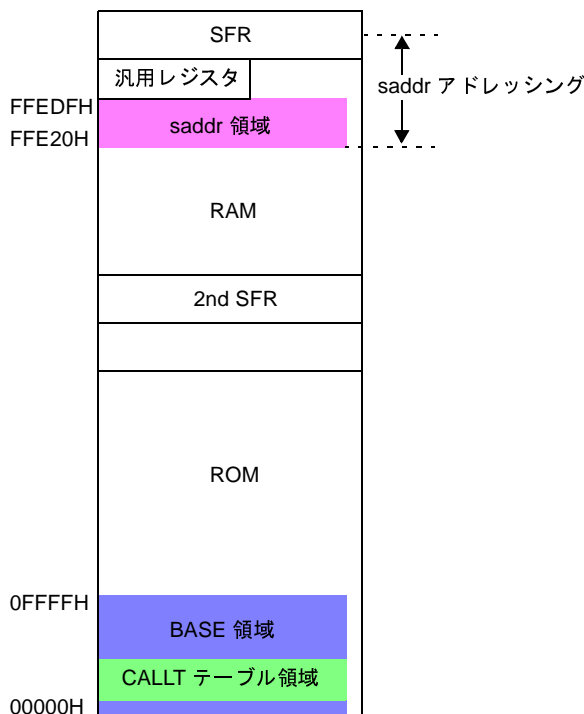 SFR
汎用レジスタ
saddr アドレッシング
FFEDFH
saddr 領域
FFE20H
RAM
2nd SFR
ROM
0FFFFH
BASE 領域
CALLT テーブル領域
00000H